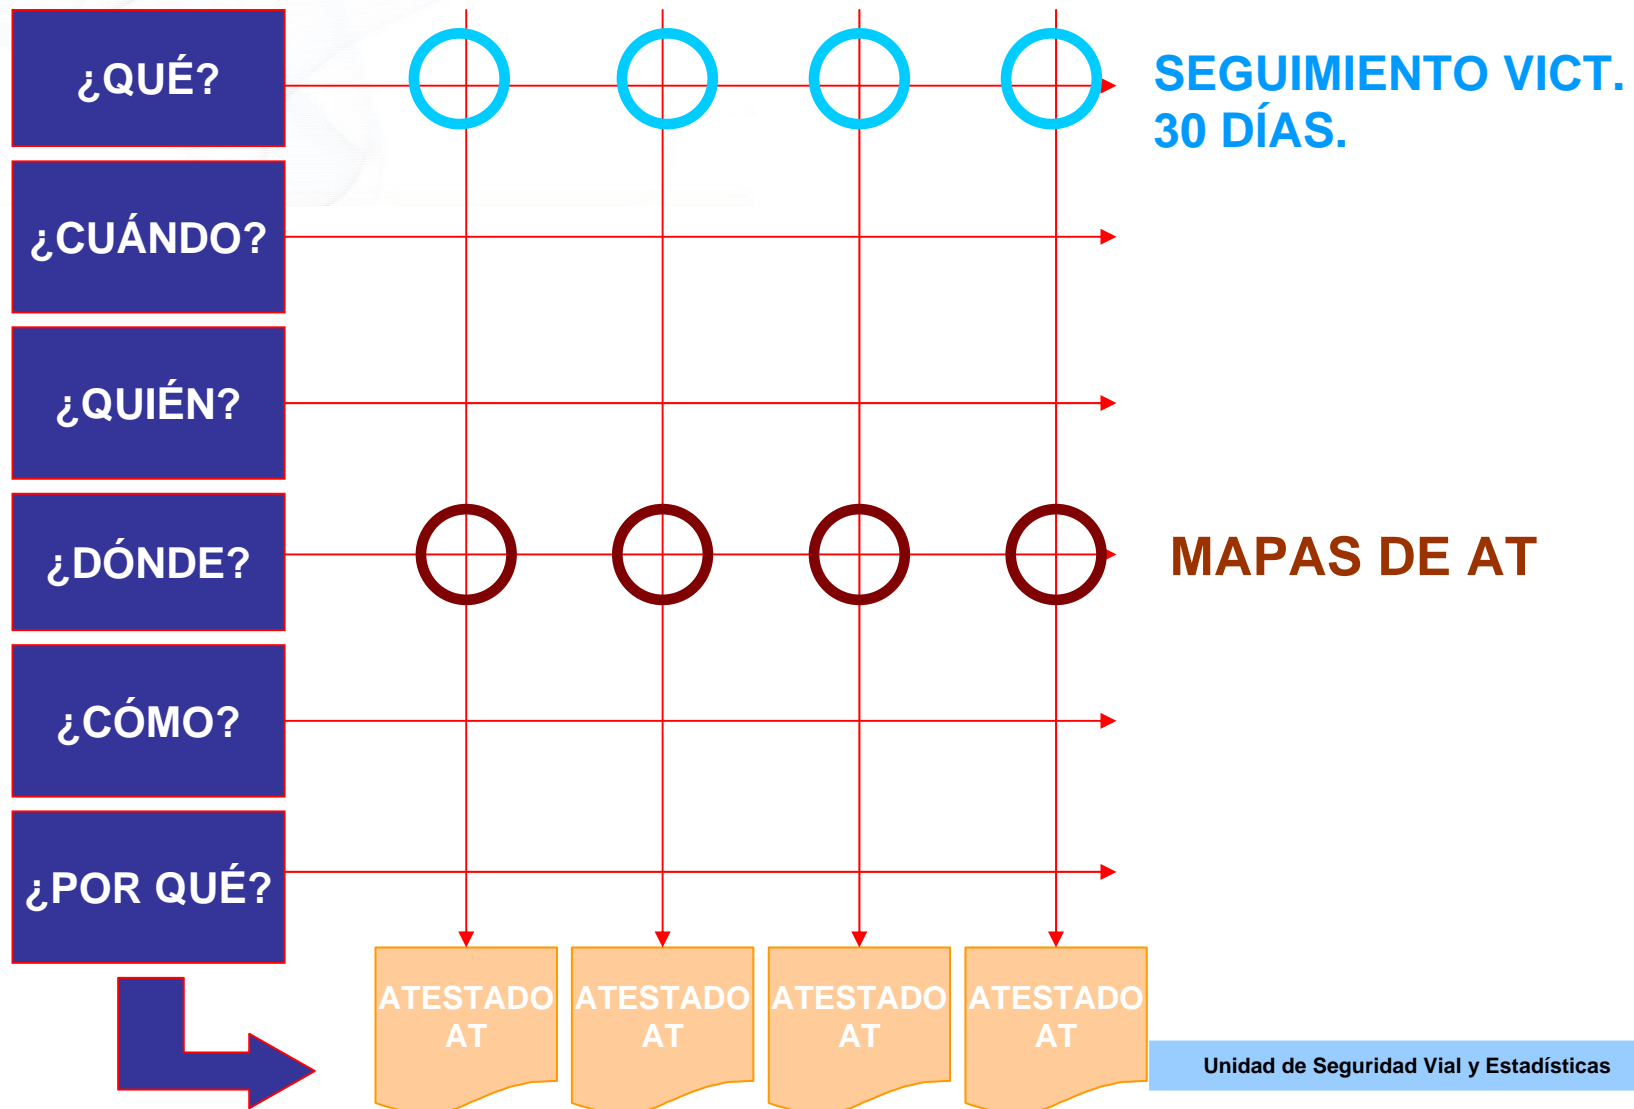 ¿QUÉ?
SEGUIMIENTO VICT.
30 DÍAS.
¿CUÁNDO?
¿QUIÉN?
¿DÓNDE?
MAPAS DE AT
¿CÓMO?
¿POR QUÉ?
ATESTADO
AT
ATESTADO
AT
ATESTADO
AT
ATESTADO
AT
Unidad de Seguridad Vial y Estadísticas